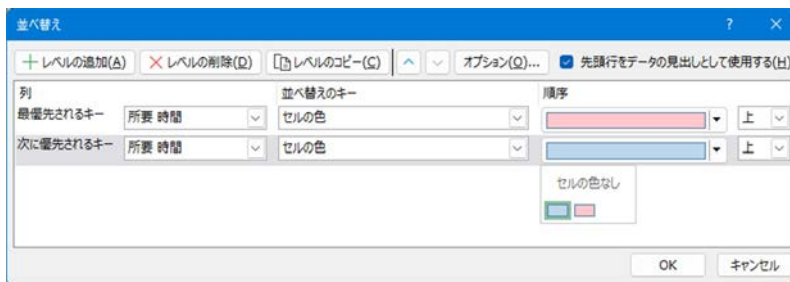 並べ替え
レベルの追加(A) レベルの削除(D) レベルのコピー(C) オプション(O)... 先頭行をデータの見出しとして使用する(H)
列 並べ替えのキー 順序
最優先されるキー 所要 時間 セルの色 上
次に優先されるキー 所要 時間 セルの色 上
セルの色なし
OK キャンセル